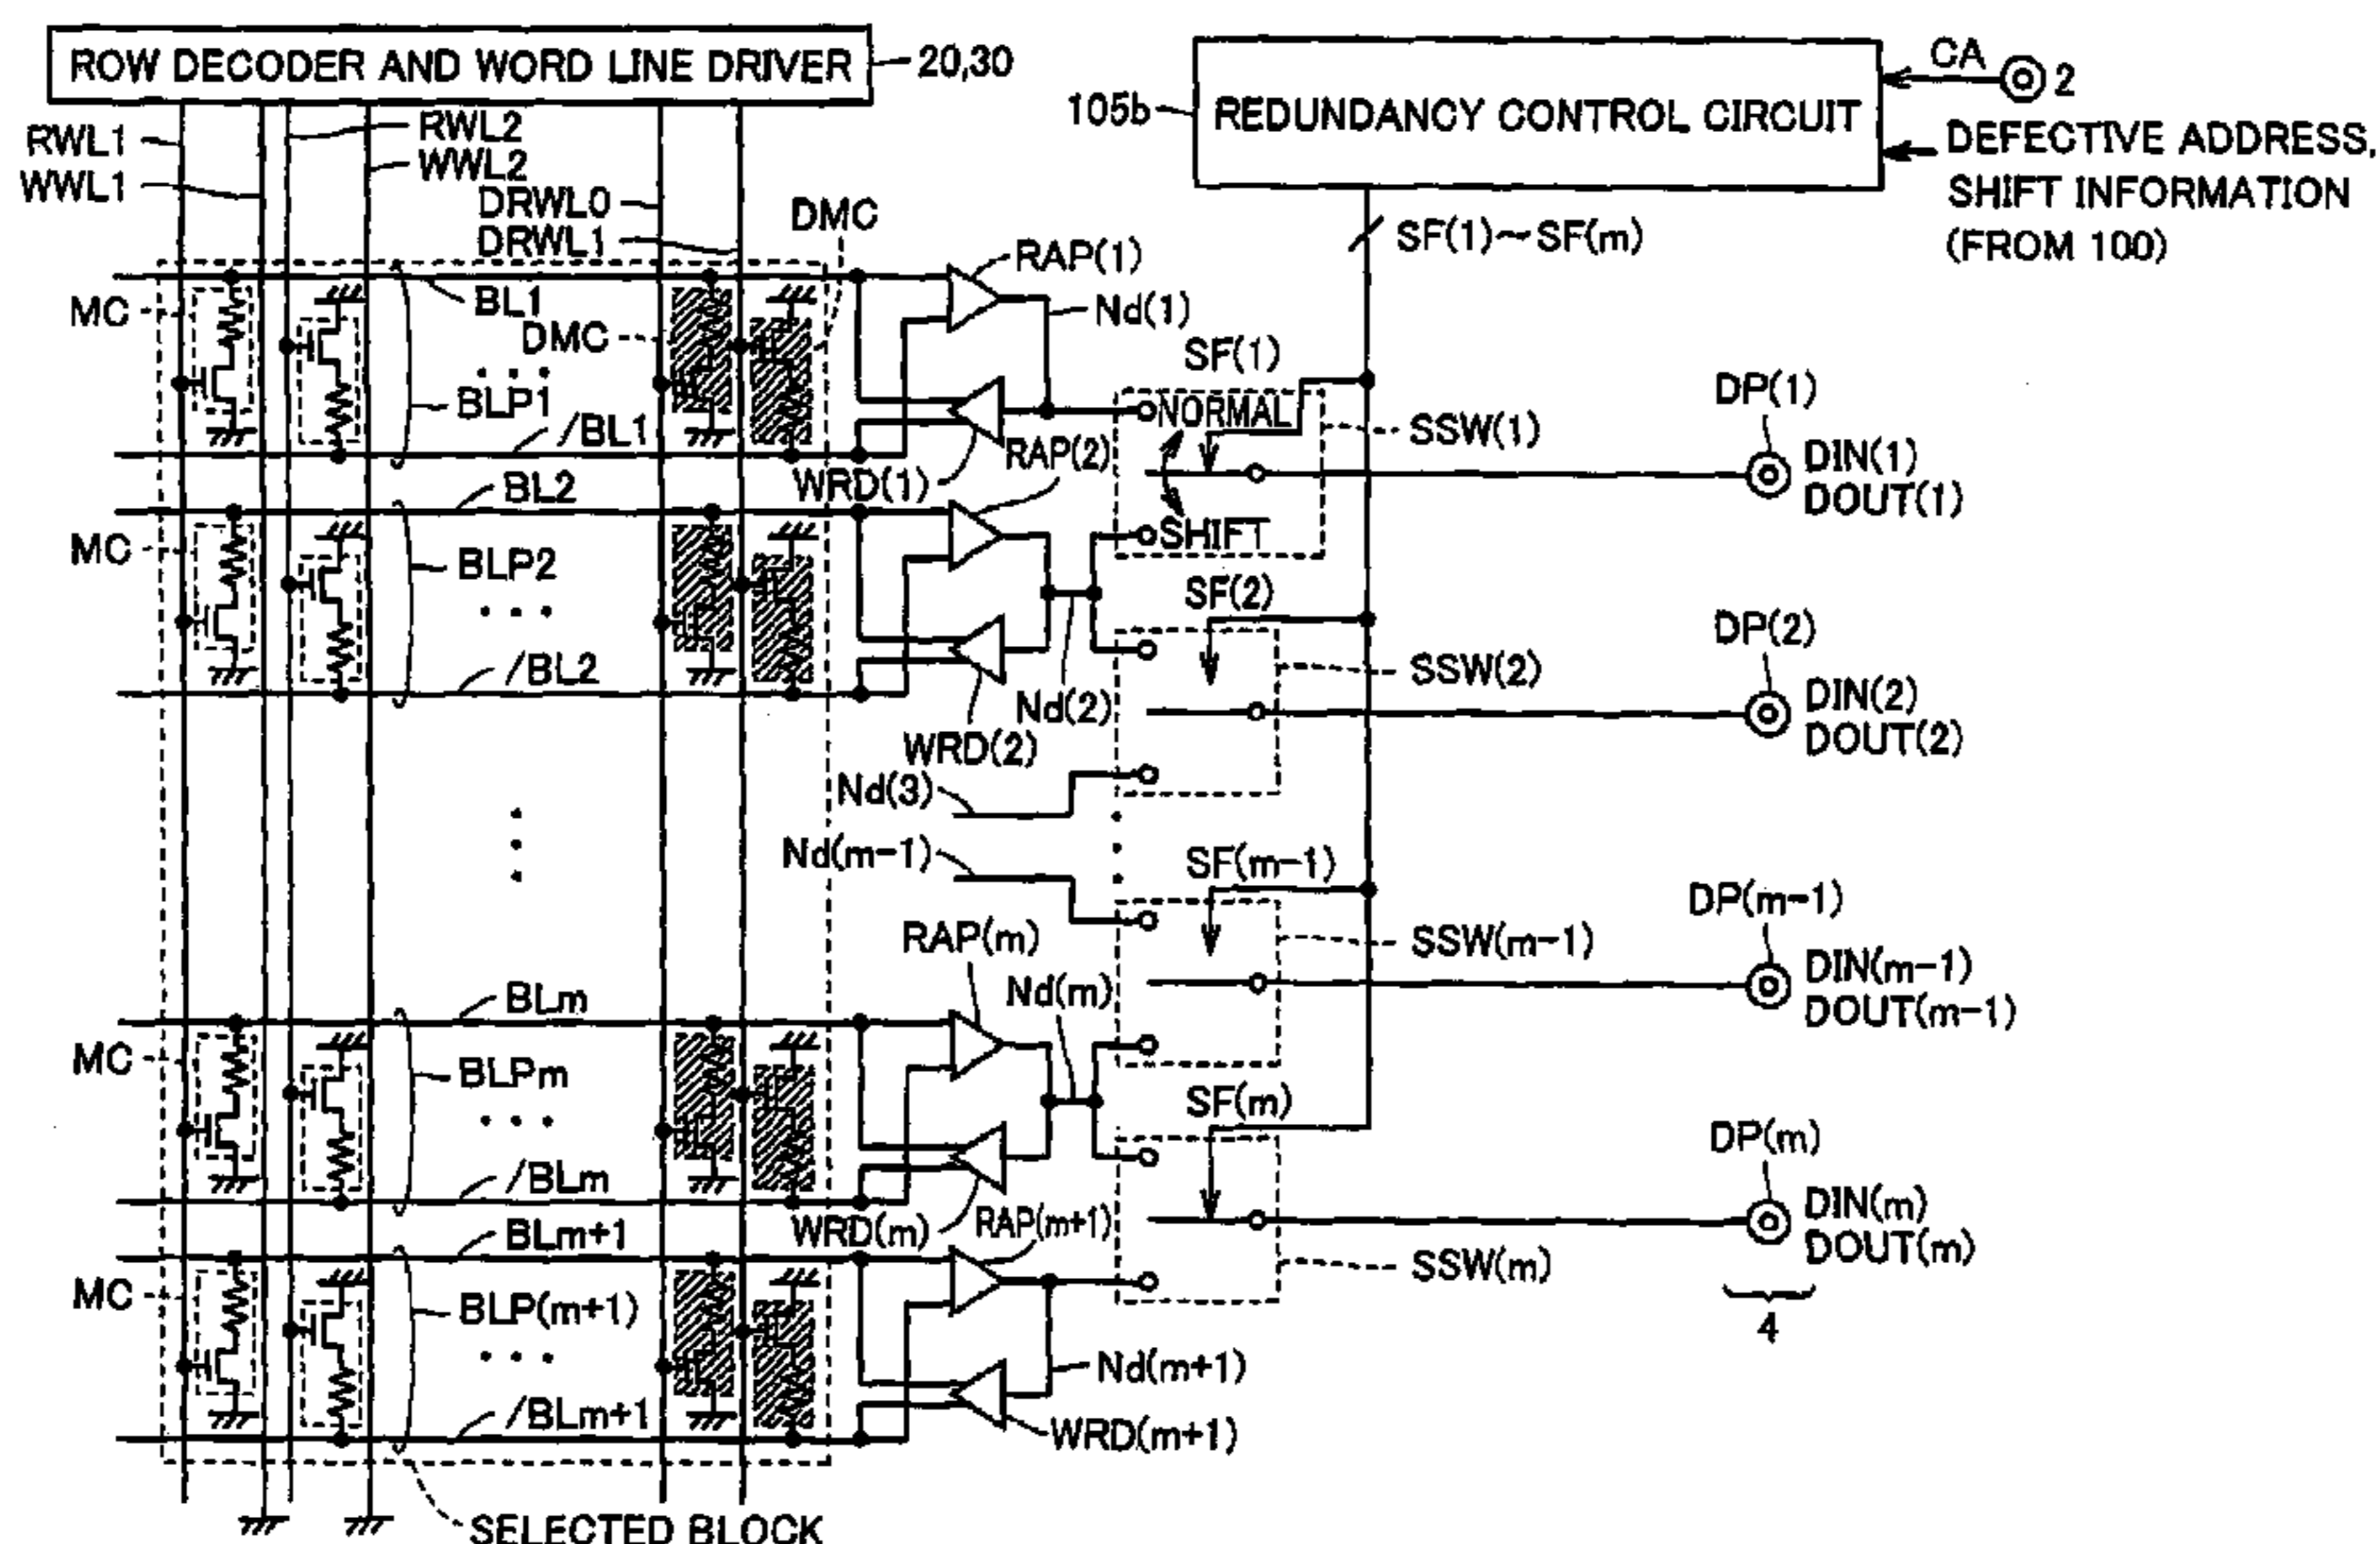 ROW DECODER AND WORD LINE DRIVER
20,30
105b
REDUNDANCY CONTROL CIRCUIT
CA
2
DEFECTIVE ADDRESS,
SHIFT INFORMATION
(FROM 100)
RWL1
WWL1
RWL2
WWL2
DRWL0
DRWL1
DMC
SF(1)~SF(m)
MC
BL1
DMC
BLP1
/BL1
RAP(1)
Nd(1)
SF(1)
NORMAL
SHIFT
SSW(1)
DP(1)
DIN(1)
DOUT(1)
WRD(1)
RAP(2)
BL2
MC
BLP2
/BL2
SF(2)
SSW(2)
DP(2)
DIN(2)
DOUT(2)
Nd(2)
WRD(2)
Nd(3)
Nd(m-1)
SF(m-1)
SSW(m-1)
DP(m-1)
DIN(m-1)
DOUT(m-1)
RAP(m)
Nd(m)
BLm
MC
BLPm
/BLm
SF(m)
DP(m)
DIN(m)
DOUT(m)
4
WRD(m)
RAP(m+1)
SSW(m)
BLm+1
MC
BLP(m+1)
/BLm+1
Nd(m+1)
WRD(m+1)
SELECTED BLOCK